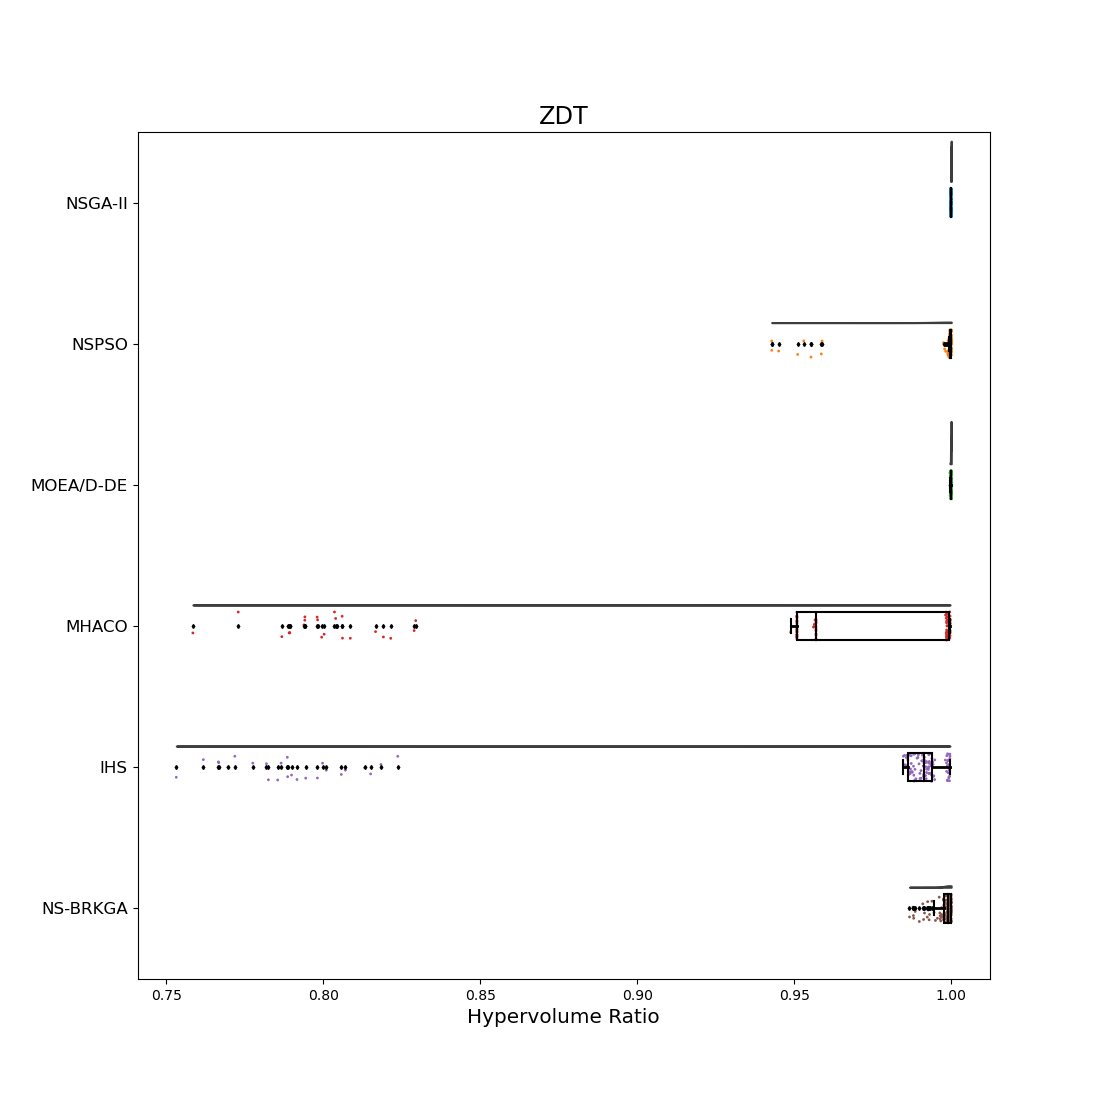 ZDT
NSGA-II
NSPSO
MOEA/D-DE
MHACO
IHS
NS-BRKGA
0.75 0.80 0.85 0.90 0.95 1.00
Hypervolume Ratio